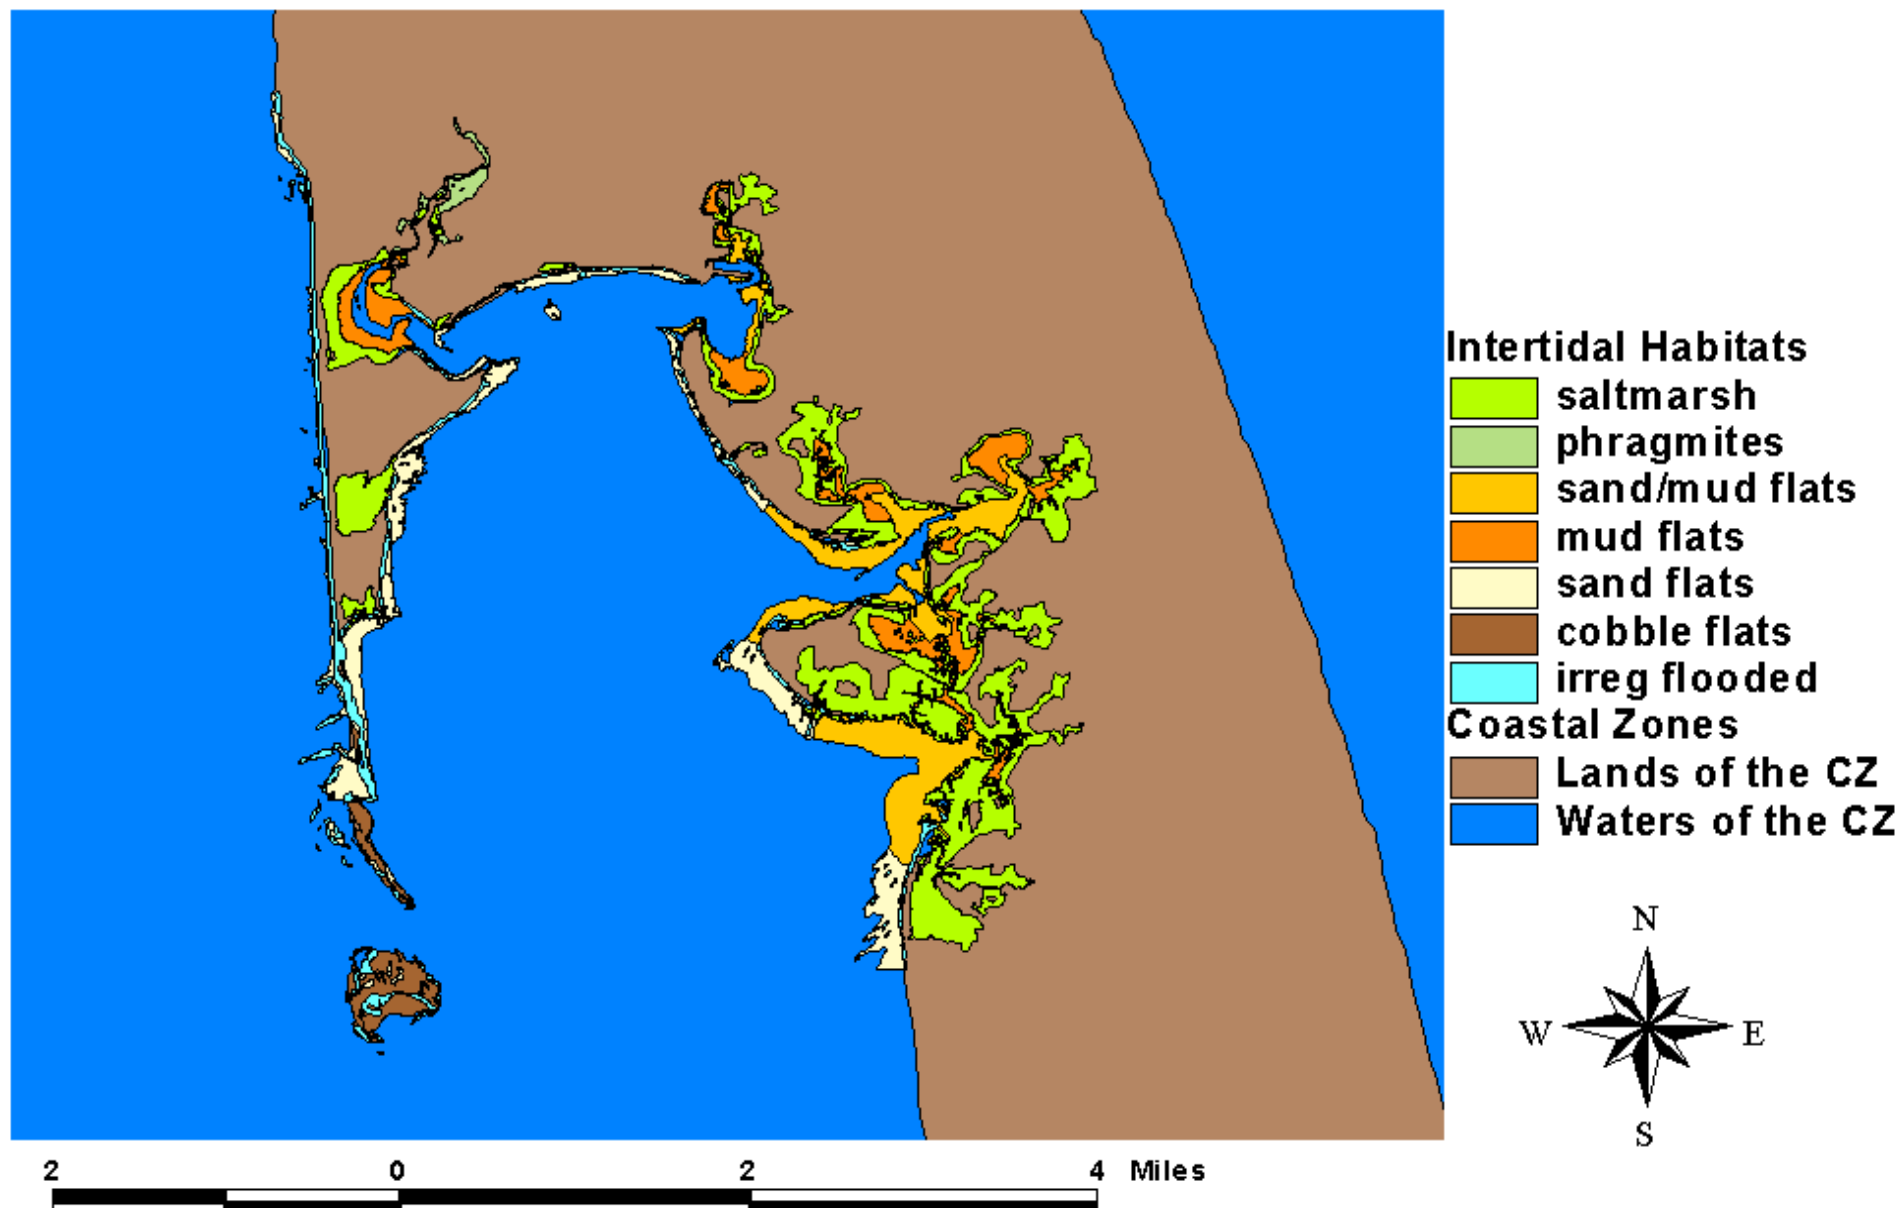 Intertidal Habitats
saltmarsh
phragmites
sand/mud flats
mud flats
sand flats
cobble flats
irreg flooded
Coastal Zones
Lands of the CZ
Waters of the CZ
N
W E
S
2 0 2 4 Miles